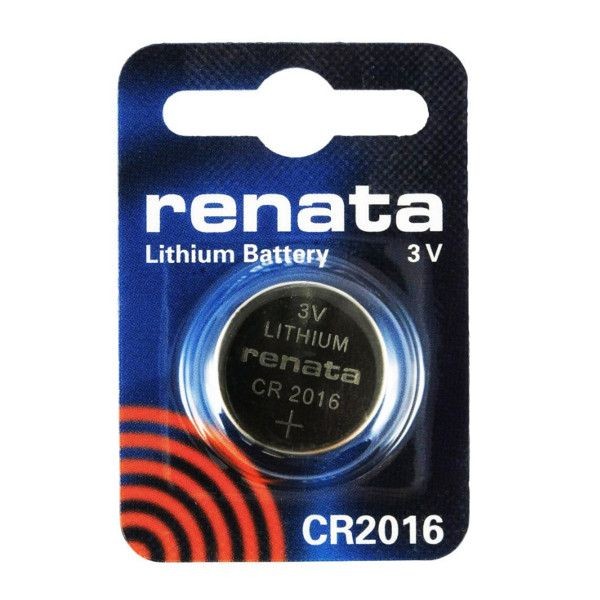 renata
Lithium Battery 3 V
3V
LITHIUM
renata
CR 2016
+
CR2016